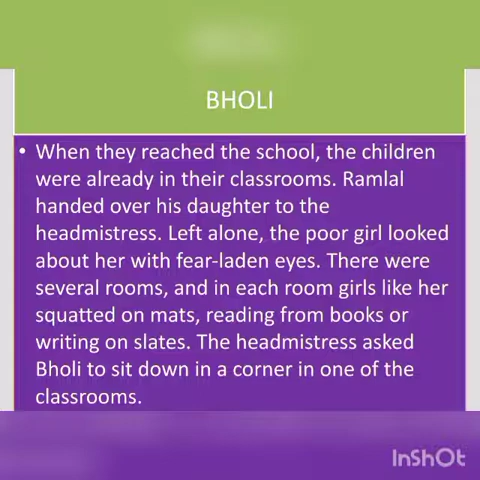 BHOLI
• When they reached the school, the children
were already in their classrooms. Ramlal
handed over his daughter to the
headmistress. Left alone, the poor girl looked
about her with fear-laden eyes. There were
several rooms, and in each room girls like her
squatted on mats, reading from books or
writing on slates. The headmistress asked
Bholi to sit down in a corner in one of the
classrooms.
InShOt